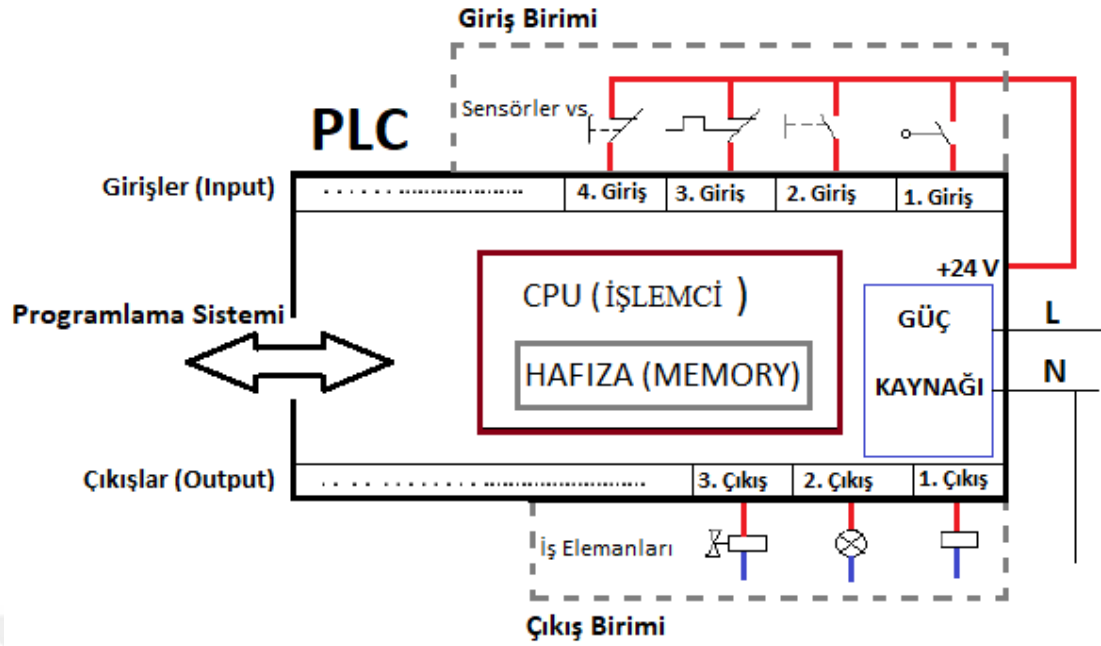 Giriş Birimi
Sensörler vs
PLC
Girişler (Input)
4. Giriş
3. Giriş
2. Giriş
1. Giriş
+24 V
Programlama Sistemi
CPU ( İŞLEMCİ )
HAFIZA (MEMORY)
GÜÇ
KAYNAĞI
L
N
Çıkışlar (Output)
3. Çıkış
2. Çıkış
1. Çıkış
İş Elemanları
Çıkış Birimi